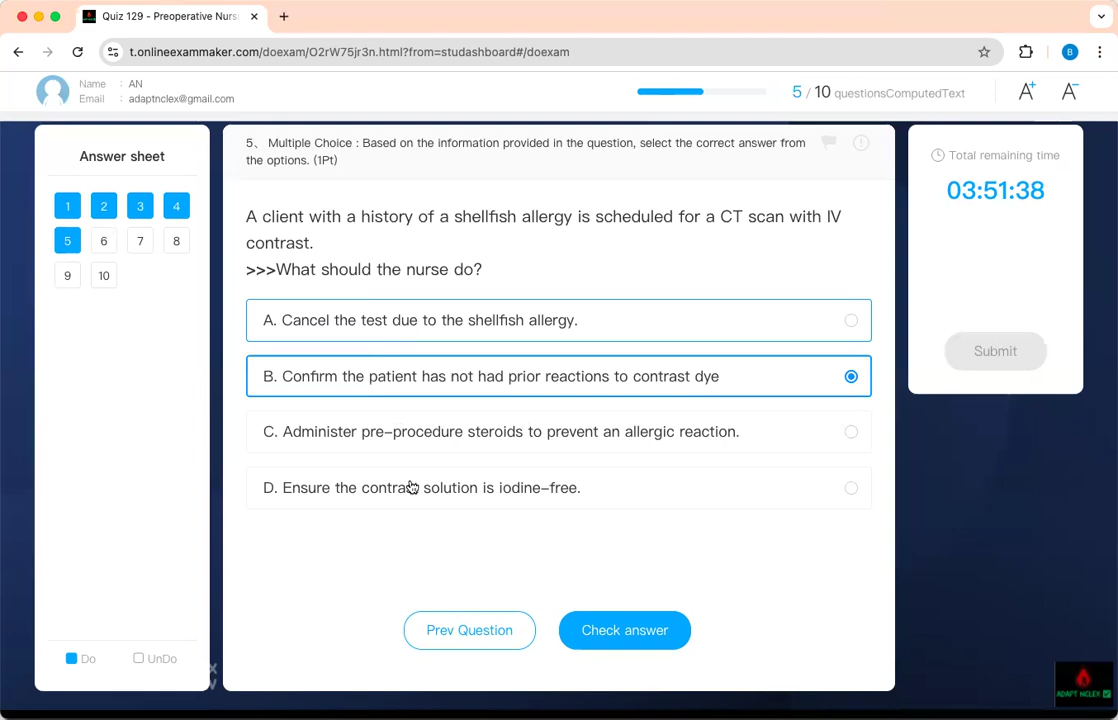 Quiz 129 - Preoperative Nurs
t.onlineexammaker.com/doexam/O2rW75jr3n.html?from=studashboard#/doexam
B
Name : AN
Email : adaptnclex@gmail.com
5 / 10 questionsComputedText
A+ A−
Answer sheet
1 2 3 4
5 6 7 8
9 10
Do UnDo
5、 Multiple Choice : Based on the information provided in the question, select the correct answer from
the options. (1Pt)
A client with a history of a shellfish allergy is scheduled for a CT scan with IV
contrast.
>>>What should the nurse do?
A. Cancel the test due to the shellfish allergy.
B. Confirm the patient has not had prior reactions to contrast dye
C. Administer pre-procedure steroids to prevent an allergic reaction.
D. Ensure the contrast solution is iodine-free.
Prev Question Check answer
Total remaining time
03:51:38
Submit
X
V
ADAPT NCLEX